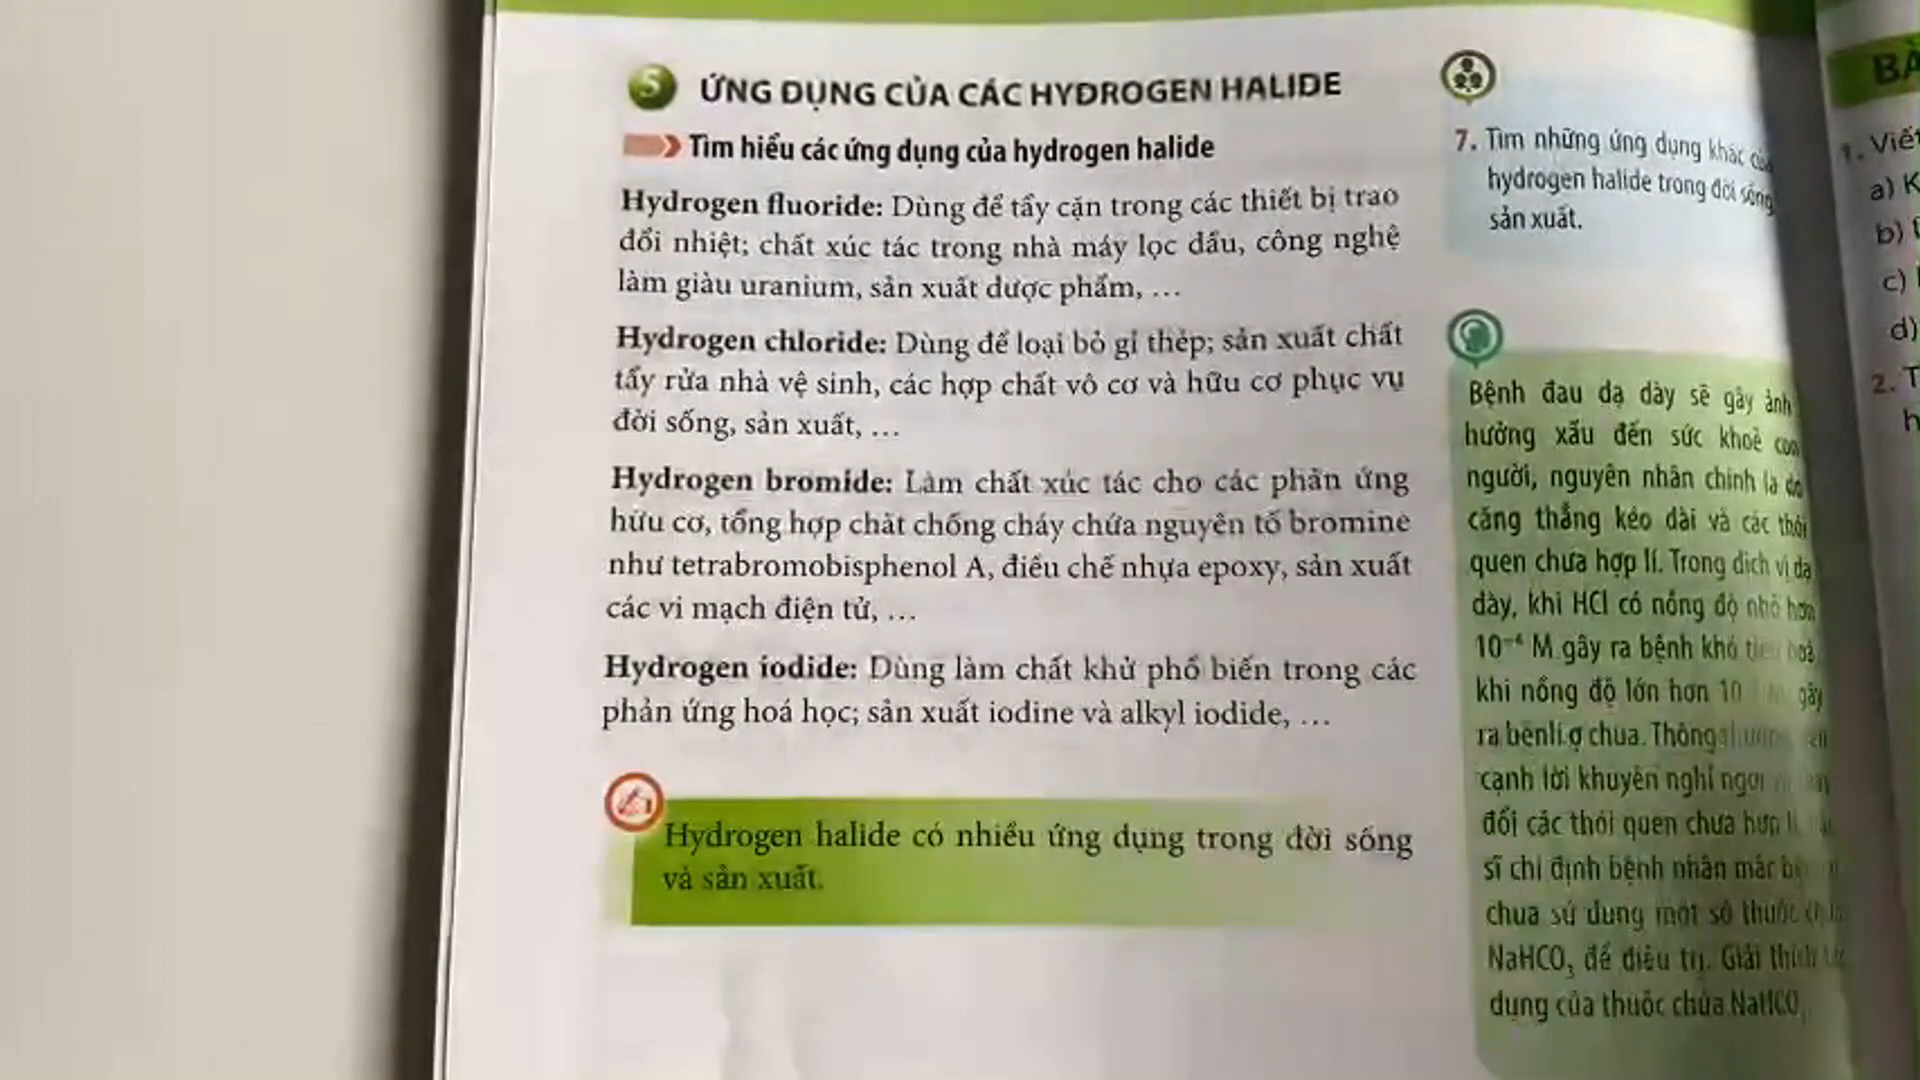 5 ỨNG DỤNG CỦA CÁC HYDROGEN HALIDE
Tìm hiểu các ứng dụng của hydrogen halide
Hydrogen fluoride: Dùng để tẩy cặn trong các thiết bị trao
đổi nhiệt; chất xúc tác trong nhà máy lọc dầu, công nghệ
làm giàu uranium, sản xuất dược phẩm, ...
Hydrogen chloride: Dùng để loại bỏ gỉ thép; sản xuất chất
tẩy rửa nhà vệ sinh, các hợp chất vô cơ và hữu cơ phục vụ
đời sống, sản xuất, ...
Hydrogen bromide: Làm chất xúc tác cho các phản ứng
hữu cơ, tổng hợp chất chống cháy chứa nguyên tố bromine
như tetrabromobisphenol A, điều chế nhựa epoxy, sản xuất
các vi mạch điện tử, ...
Hydrogen iodide: Dùng làm chất khử phổ biến trong các
phản ứng hoá học; sản xuất iodine và alkyl iodide, ...
Hydrogen halide có nhiều ứng dụng trong đời sống
và sản xuất.
7. Tìm những ứng dụng khác của
hydrogen halide trong đời sống
sản xuất.
Bệnh đau dạ dày sẽ gây ảnh
hưởng xấu đến sức khoẻ con
người, nguyên nhân chính là do
căng thẳng kéo dài và các thói
quen chưa hợp lí. Trong dịch vị dạ
dày, khi HCl có nồng độ nhỏ hơn
10⁻⁴ M gây ra bệnh khó tiêu hoá,
khi nồng độ lớn hơn 10 gây
ra bệnh ợ chua. Thông
cạnh lời khuyên nghỉ ngơi
đổi các thói quen chưa hợp lí,
sĩ chỉ định bệnh nhân mắc
chua sử dụng một số thuốc
NaHCO₃ để điều trị. Giải thích
dụng của thuốc chứa NaHCO
1. Viết
a) K
b)
c)
d)
2. T
h